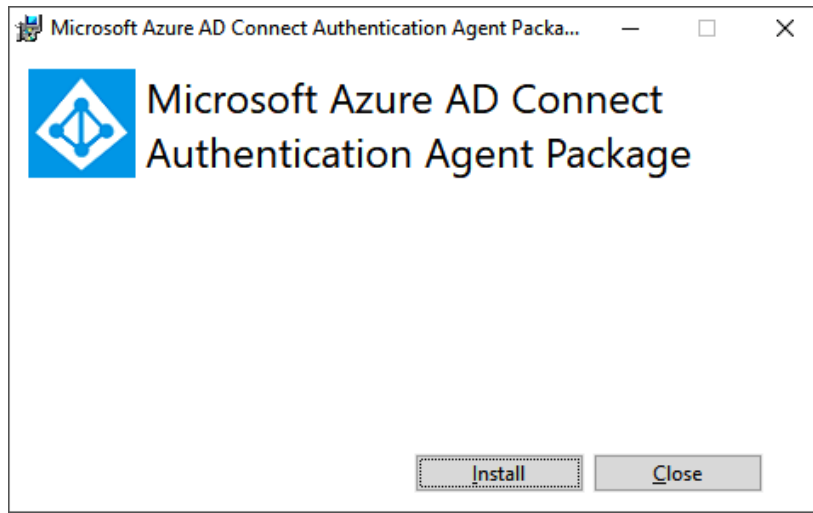 Microsoft Azure AD Connect Authentication Agent Packa...
Microsoft Azure AD Connect
Authentication Agent Package
Install
Close